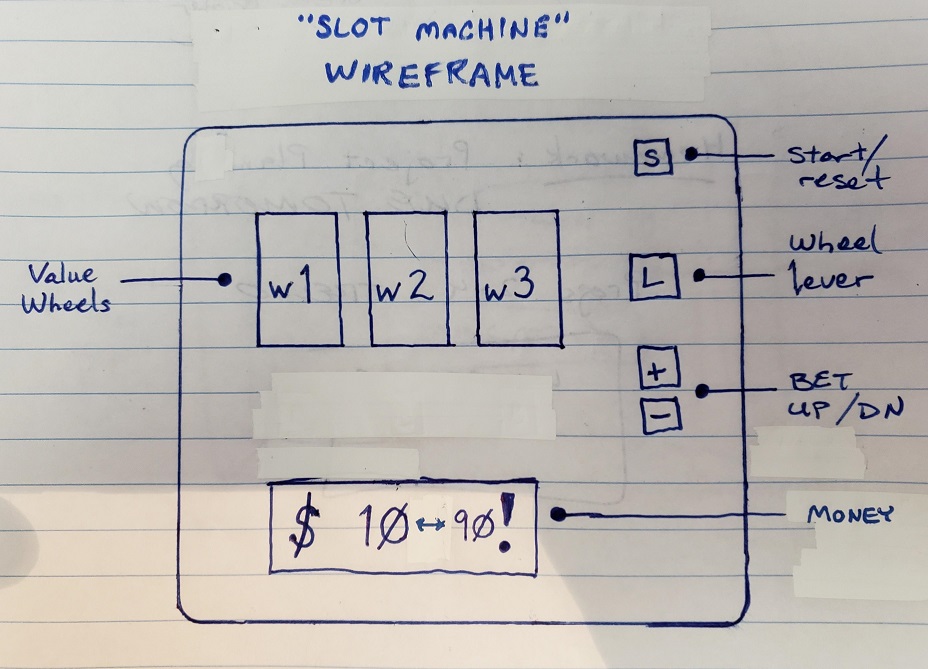 "SLOT MACHINE"
WIREFRAME
S
Start/
reset
Value
Wheels
w1 w2 w3
L
Wheel
lever
+
-
BET
UP/DN
$ 10↔90!
MONEY